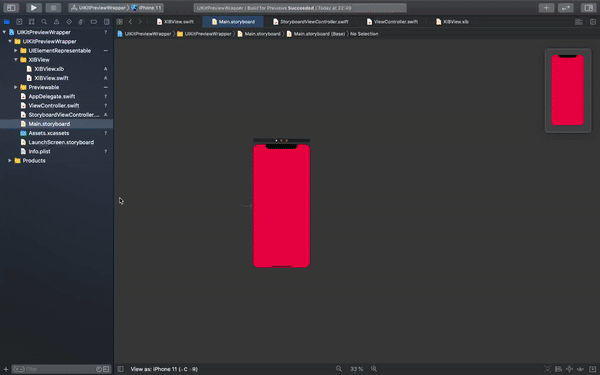 UIKitPreviewWrapper 〉 iPhone 11
UIKitPreviewWrapper | Build for Previews Succeeded | Today at 22:49
XIBView.swift
Main.storyboard
StoryboardViewController.swift
ViewController.swift
XIBView.xib
UIKitPreviewWrapper 〉 UIKitPreviewWrapper 〉 Main.storyboard 〉 Main.storyboard (Base) 〉 No Selection
UIKitPreviewWrapper ?
UIKitPreviewWrapper
UIElementRepresentable
XIBView
XIBView.xib A
XIBView.swift A
Previewable
AppDelegate.swift ?
ViewController.swift ?
StoryboardViewController.... A
Main.storyboard
Assets.xcassets ?
LaunchScreen.storyboard
Info.plist ?
Products
Filter
View as: iPhone 11 (
33 %